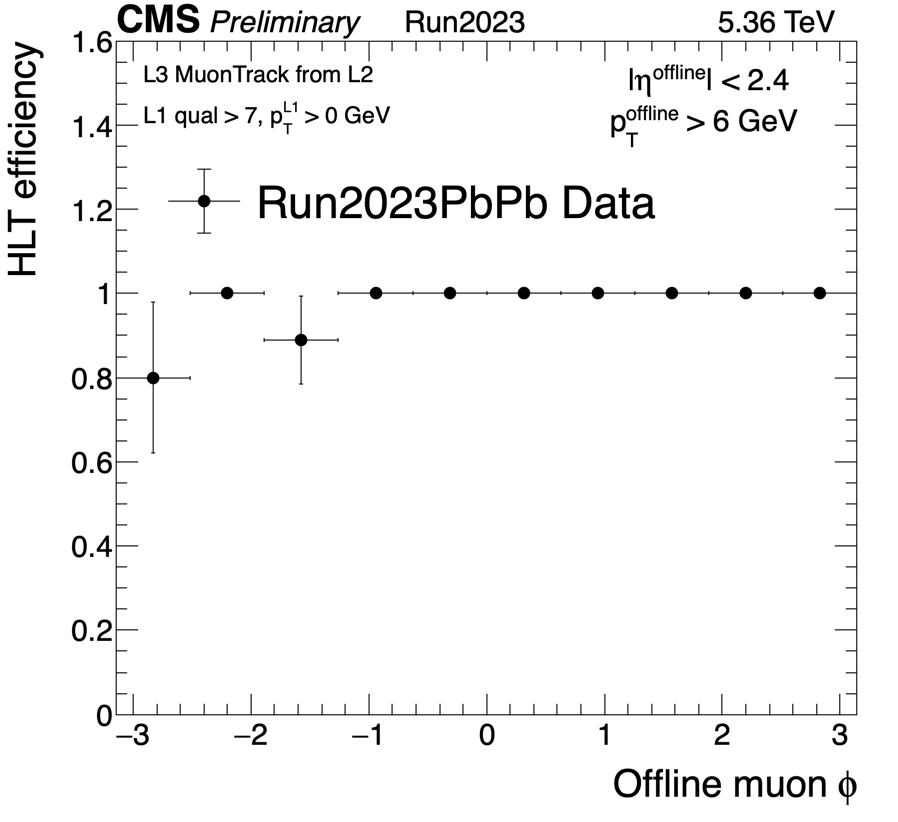 CMS Preliminary Run2023 5.36 TeV
L3 MuonTrack from L2
|η^offline| < 2.4
L1 qual > 7, p_T^L1 > 0 GeV
p_T^offline > 6 GeV
Run2023PbPb Data
HLT efficiency
1.6
1.4
1.2
1
0.8
0.6
0.4
0.2
0
−3 −2 −1 0 1 2 3
Offline muon ϕ